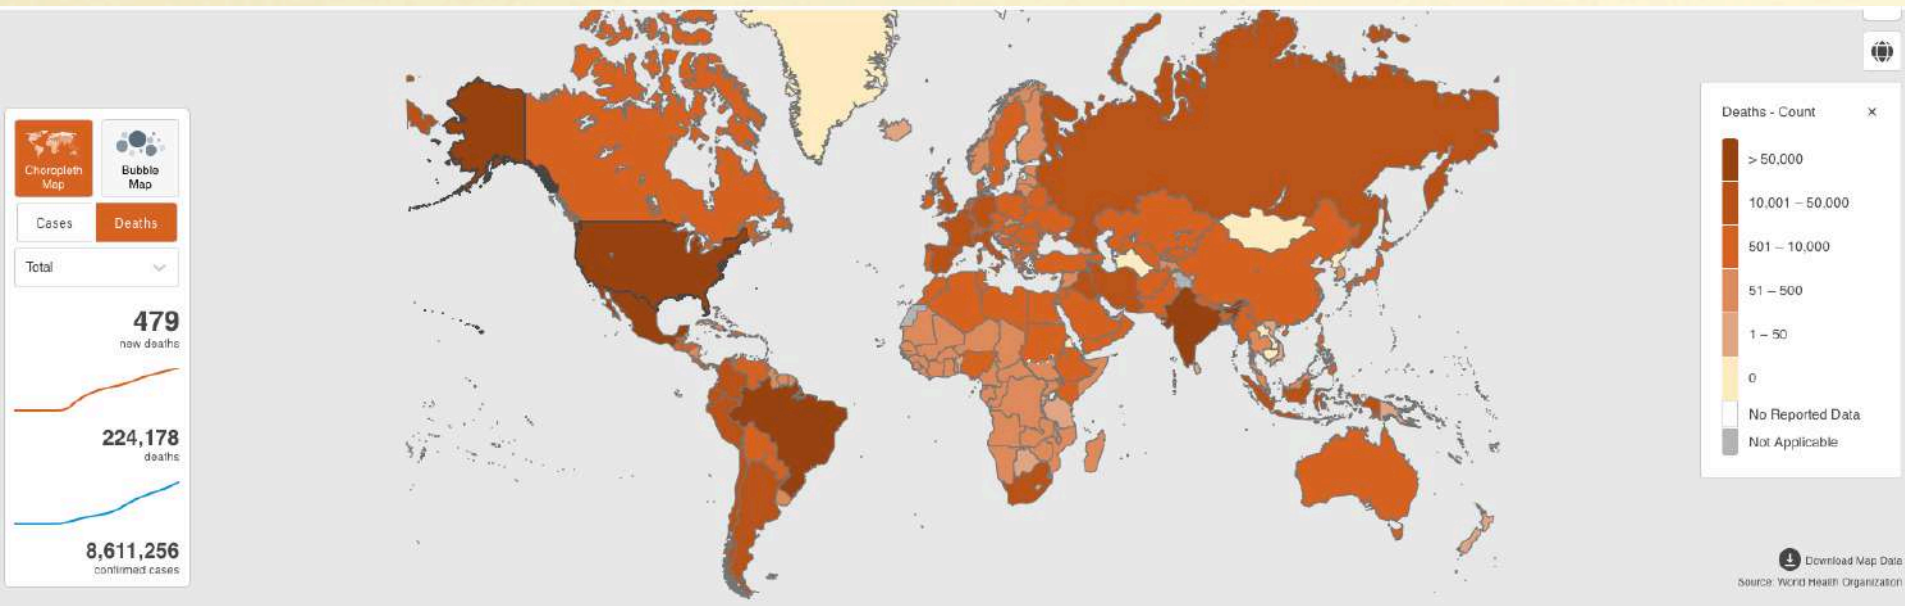 Choropleth
Map
Bubble
Map
Cases
Deaths
Total
479
new deaths
224,178
deaths
8,611,256
confirmed cases
Deaths - Count
×
> 50,000
10,001 – 50,000
501 – 10,000
51 – 500
1 – 50
0
No Reported Data
Not Applicable
Download Map Data
Source: World Health Organization